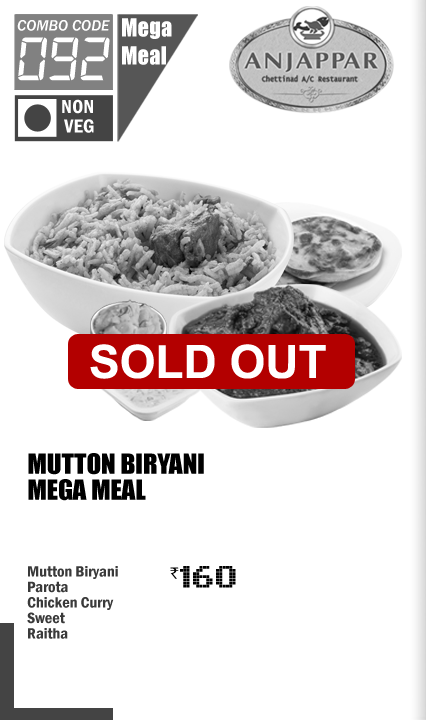 COMBO CODE
092
Mega
Meal
NON
VEG
ANJAPPAR
Chettinad A/C Restaurant
SOLD OUT
MUTTON BIRYANI
MEGA MEAL
Mutton Biryani
Parota
Chicken Curry
Sweet
Raitha
₹160